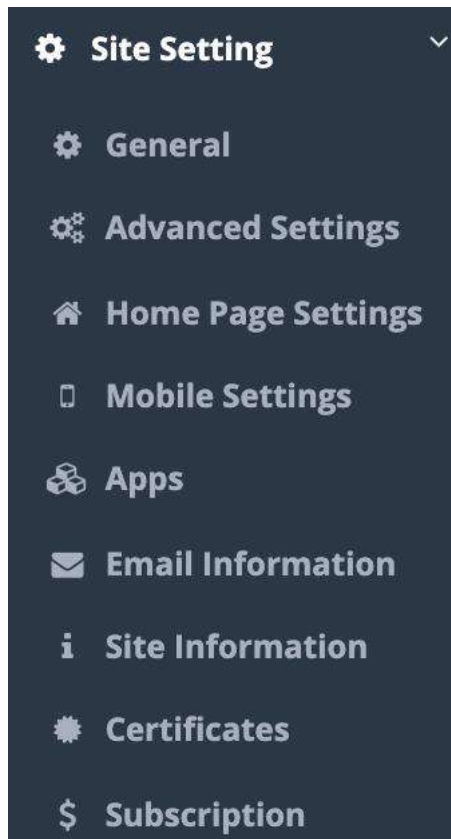 Site Setting
General
Advanced Settings
Home Page Settings
Mobile Settings
Apps
Email Information
Site Information
Certificates
Subscription